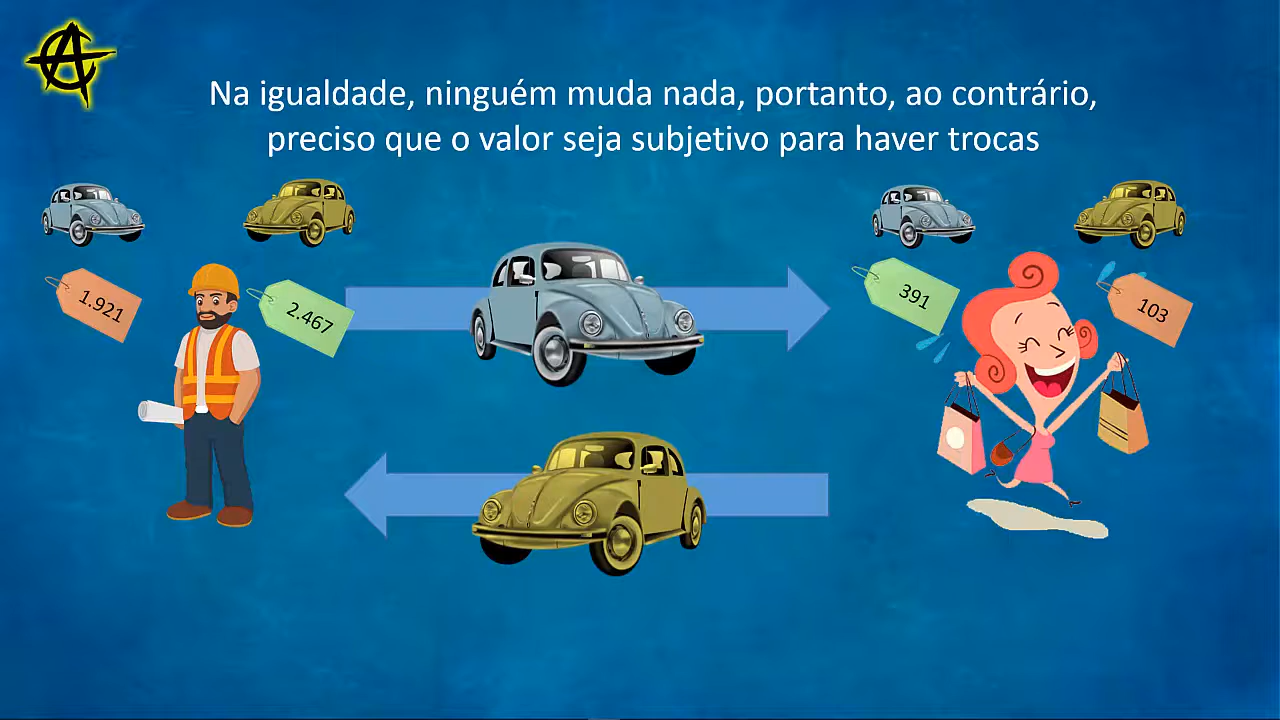 Na igualdade, ninguém muda nada, portanto, ao contrário,
preciso que o valor seja subjetivo para haver trocas
1.921
2.467
391
103